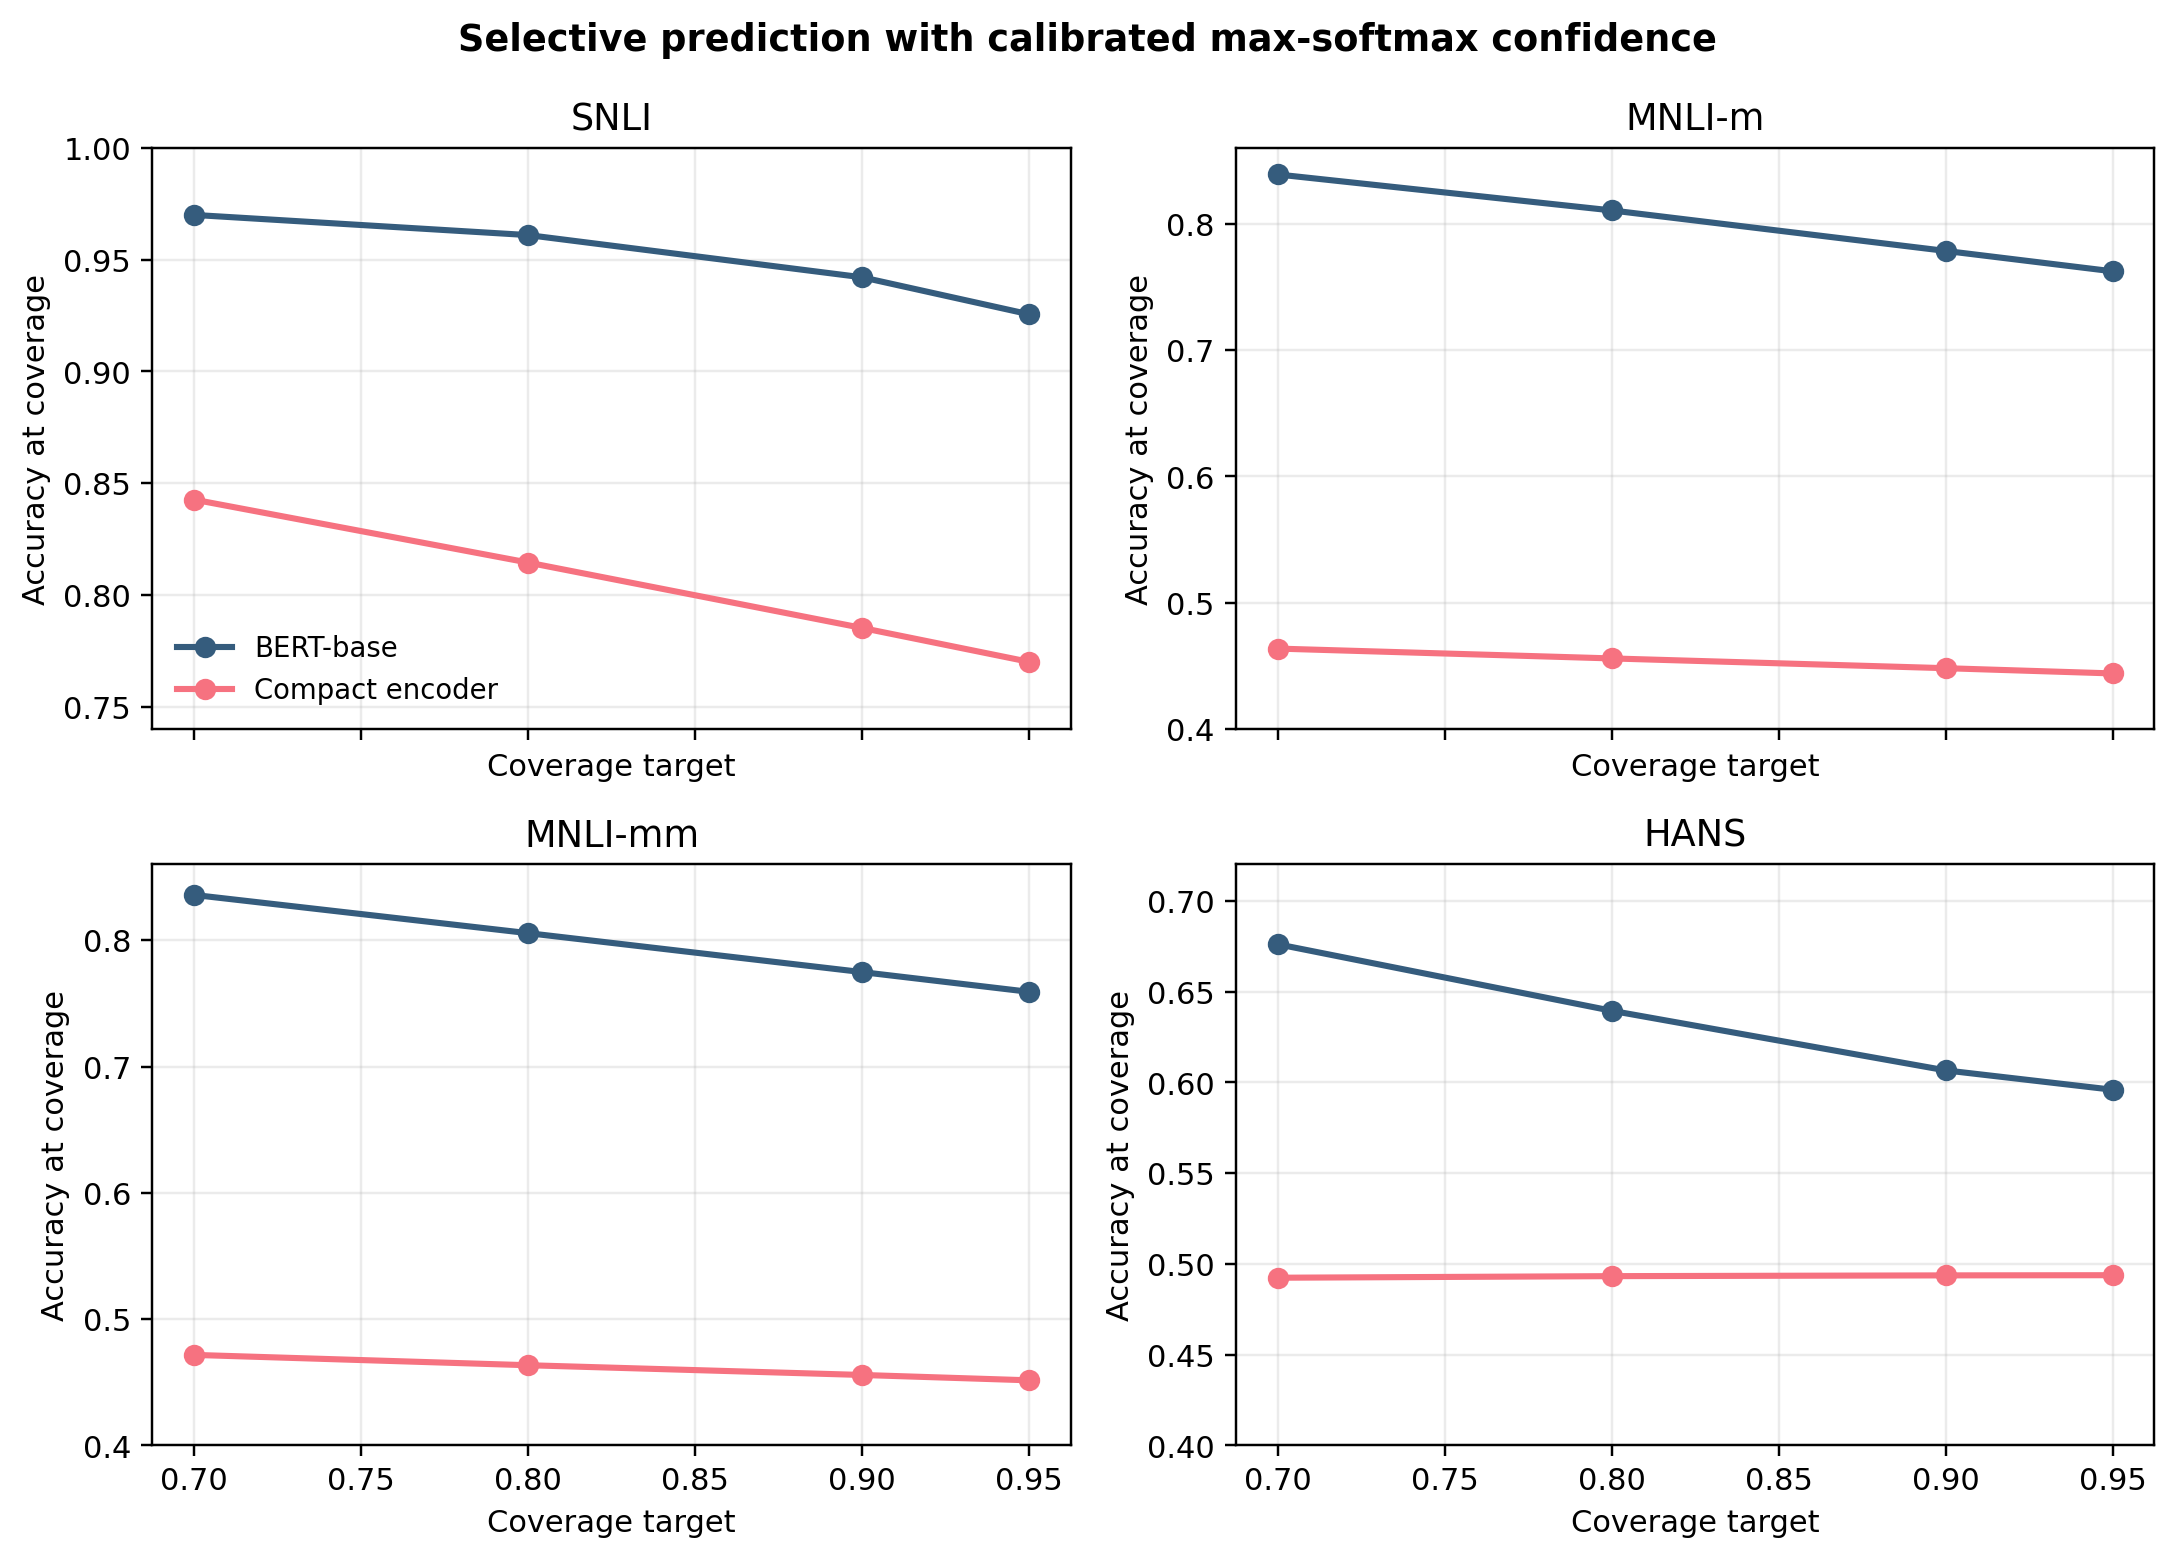 Selective prediction with calibrated max-softmax confidence
SNLI
1.00
0.95
0.90
0.85
0.80
0.75
Accuracy at coverage
BERT-base
Compact encoder
Coverage target
MNLI-m
0.8
0.7
0.6
0.5
0.4
Accuracy at coverage
Coverage target
MNLI-mm
0.8
0.7
0.6
0.5
0.4
Accuracy at coverage
0.70 0.75 0.80 0.85 0.90 0.95
Coverage target
HANS
0.70
0.65
0.60
0.55
0.50
0.45
0.40
Accuracy at coverage
0.70 0.75 0.80 0.85 0.90 0.95
Coverage target